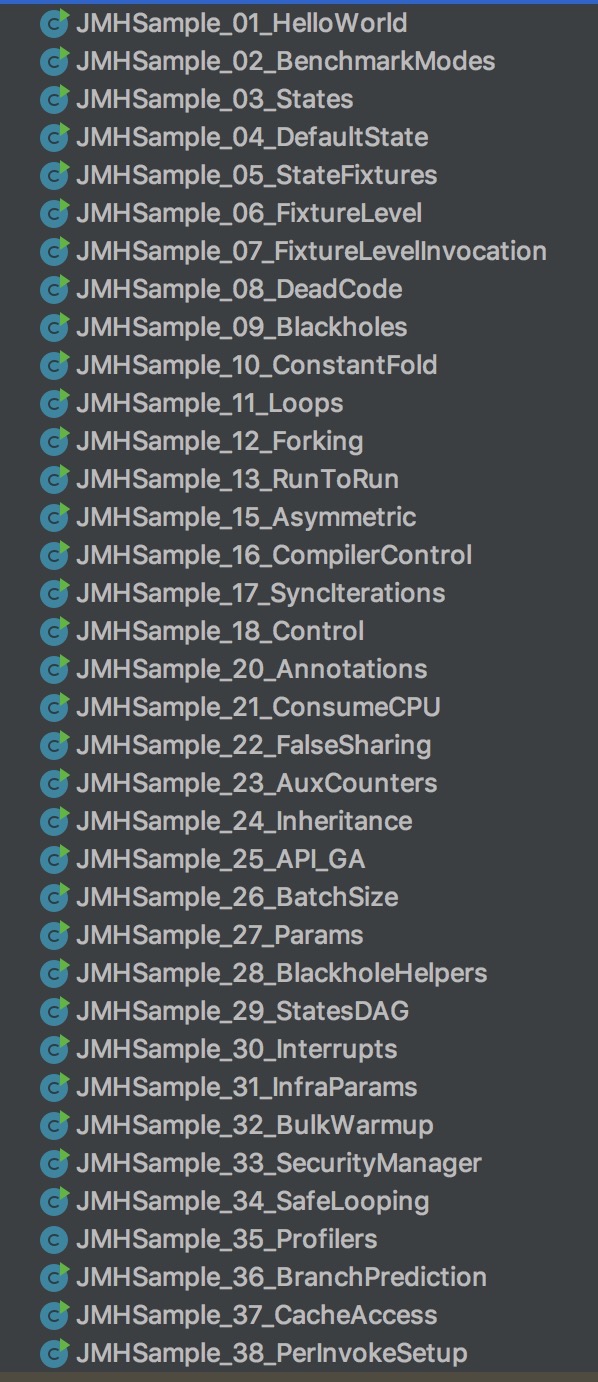 JMHSample_01_HelloWorld
JMHSample_02_BenchmarkModes
JMHSample_03_States
JMHSample_04_DefaultState
JMHSample_05_StateFixtures
JMHSample_06_FixtureLevel
JMHSample_07_FixtureLevelInvocation
JMHSample_08_DeadCode
JMHSample_09_Blackholes
JMHSample_10_ConstantFold
JMHSample_11_Loops
JMHSample_12_Forking
JMHSample_13_RunToRun
JMHSample_15_Asymmetric
JMHSample_16_CompilerControl
JMHSample_17_SyncIterations
JMHSample_18_Control
JMHSample_20_Annotations
JMHSample_21_ConsumeCPU
JMHSample_22_FalseSharing
JMHSample_23_AuxCounters
JMHSample_24_Inheritance
JMHSample_25_API_GA
JMHSample_26_BatchSize
JMHSample_27_Params
JMHSample_28_BlackholeHelpers
JMHSample_29_StatesDAG
JMHSample_30_Interrupts
JMHSample_31_InfraParams
JMHSample_32_BulkWarmup
JMHSample_33_SecurityManager
JMHSample_34_SafeLooping
JMHSample_35_Profilers
JMHSample_36_BranchPrediction
JMHSample_37_CacheAccess
JMHSample_38_PerInvokeSetup